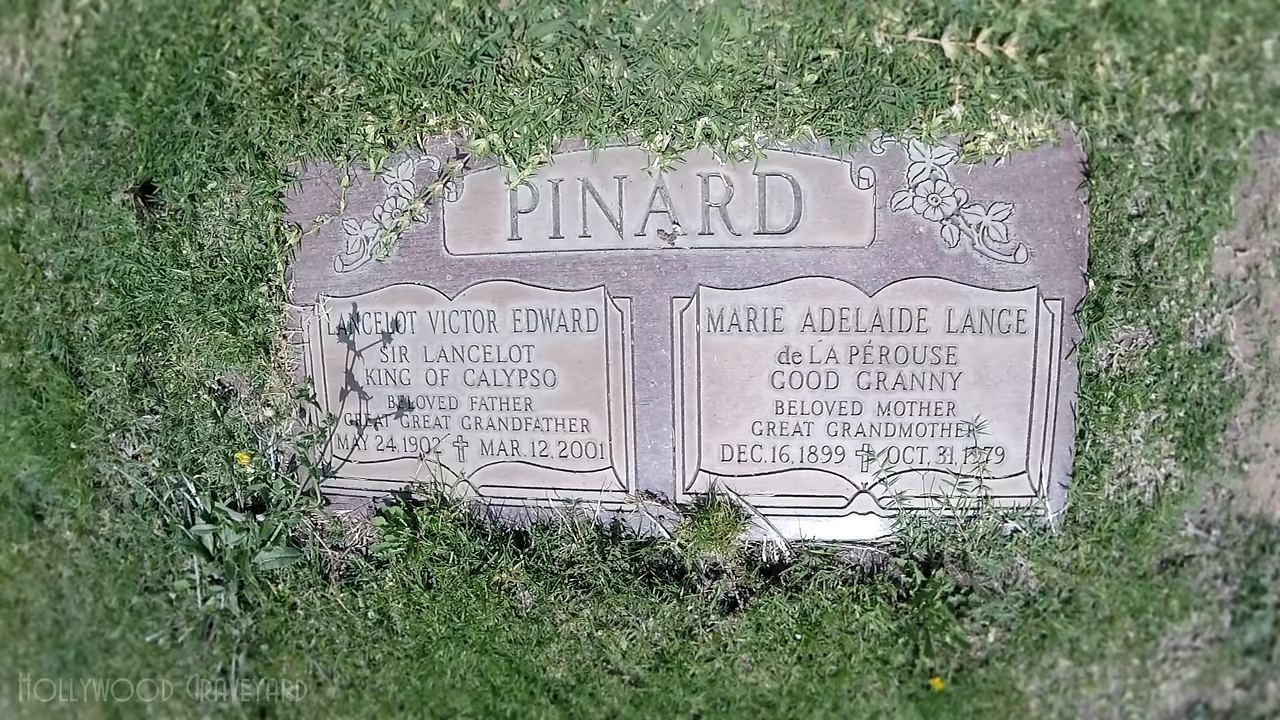 PINARD
LANCELOT VICTOR EDWARD
SIR LANCELOT
KING OF CALYPSO
BELOVED FATHER
GREAT GREAT GRANDFATHER
MAY 24, 1902 MAR. 12, 2001
MARIE ADELAIDE LANGE
de LA PÉROUSE
GOOD GRANNY
BELOVED MOTHER
GREAT GRANDMOTHER
DEC. 16, 1899 OCT. 31, 1979
HOLLYWOOD GRAVEYARD